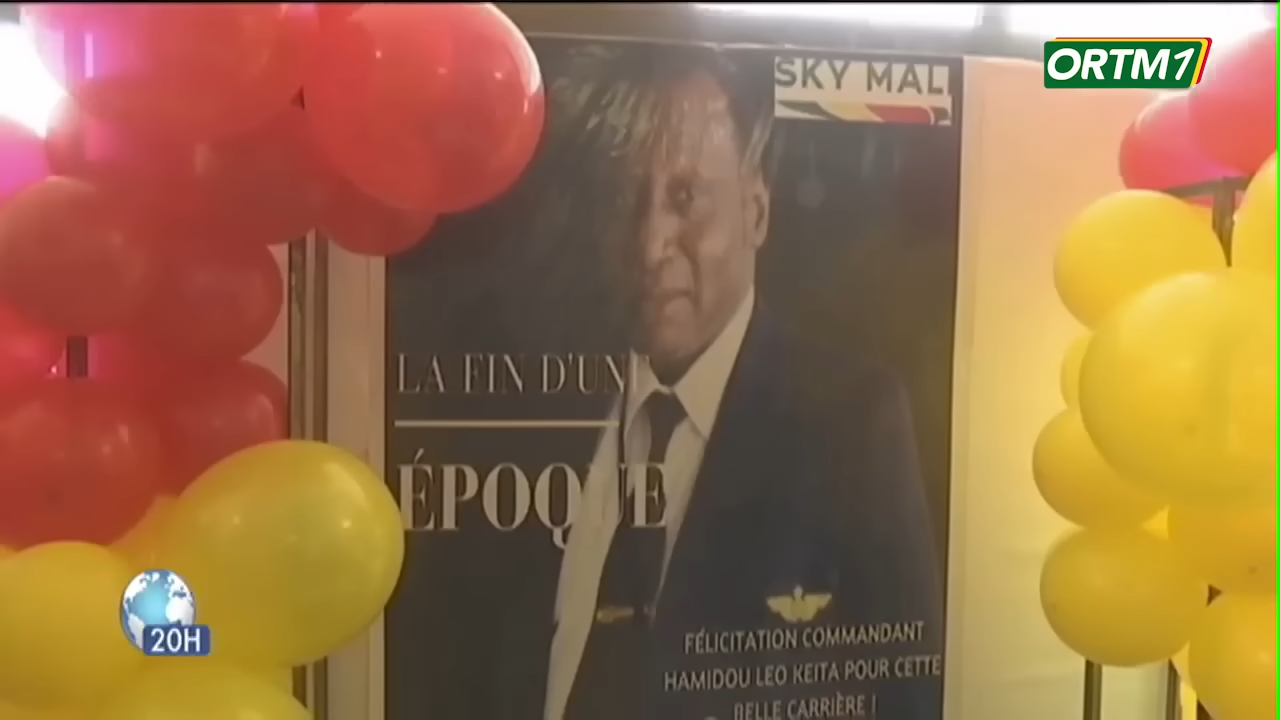 ORTM1
SKY MALI
LA FIN D'UNE
ÉPOQUE
FÉLICITATION COMMANDANT
HAMIDOU LEO KEITA POUR CETTE
BELLE CARRIÈRE !
20H